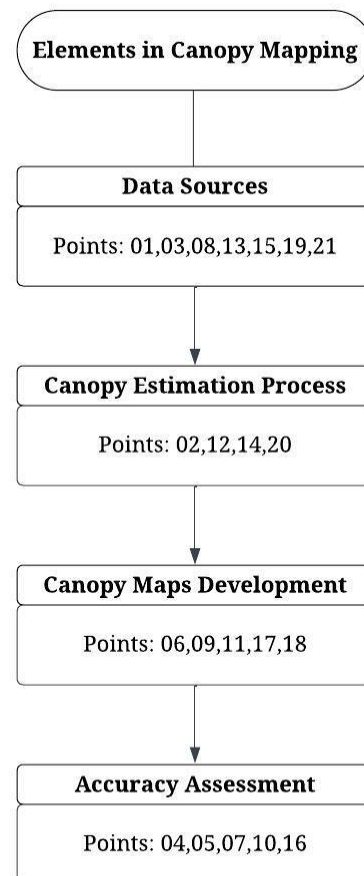 Elements in Canopy Mapping
Data Sources
Points: 01,03,08,13,15,19,21
Canopy Estimation Process
Points: 02,12,14,20
Canopy Maps Development
Points: 06,09,11,17,18
Accuracy Assessment
Points: 04,05,07,10,16